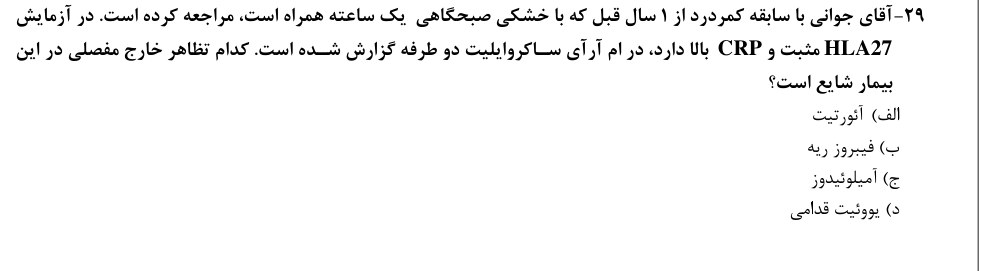 ۲۹-آقای جوانی با سابقه کمردرد از ۱ سال قبل که با خشکی صبحگاهی یک ساعته همراه است، مراجعه کرده است. در آزمایش
HLA27 مثبت و CRP بالا دارد، در ام آرآی ساکروایلیت دو طرفه گزارش شده است. کدام تظاهر خارج مفصلی در این
بیمار شایع است؟
الف) آئورتیت
ب) فیبروز ریه
ج) آمیلوئیدوز
د) یووئیت قدامی